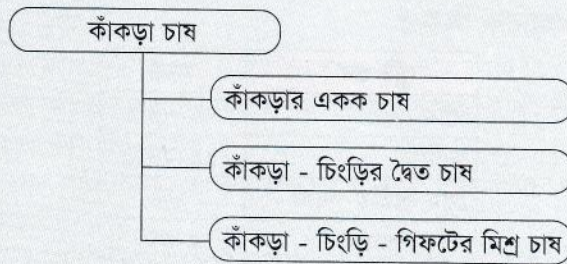 কাঁকড়া চাষ
কাঁকড়ার একক চাষ
কাঁকড়া - চিংড়ির দ্বৈত চাষ
কাঁকড়া - চিংড়ি - গিফটের মিশ্র চাষ